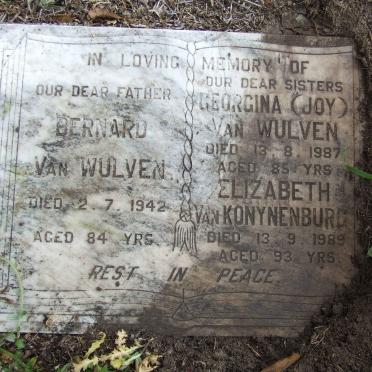 IN LOVING MEMORY OF
OUR DEAR FATHER
BERNARD
VAN WULVEN
DIED 2·7·1942
AGED 84 YRS
OUR DEAR SISTERS
GEORGINA (JOY)
VAN WULVEN
DIED 13·8·1987
AGED 85 YRS
ELIZABETH
VAN KONYNENBURG
DIED 13·9·1989
AGED 93 YRS.
REST IN PEACE